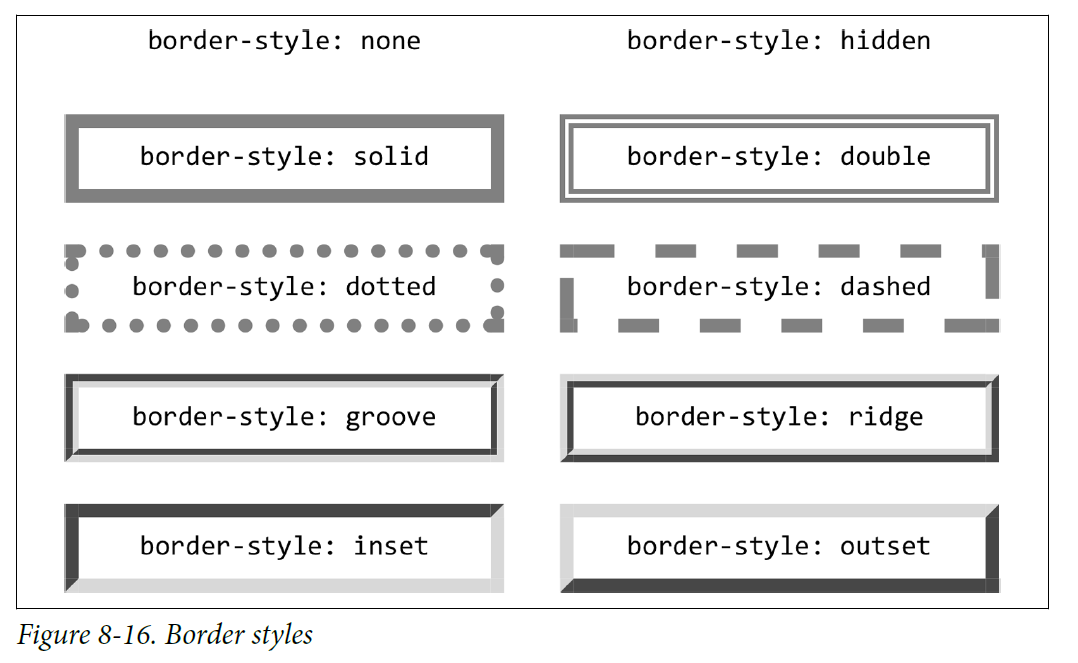 border-style: none
border-style: hidden
border-style: solid
border-style: double
border-style: dotted
border-style: dashed
border-style: groove
border-style: ridge
border-style: inset
border-style: outset
Figure 8-16. Border styles